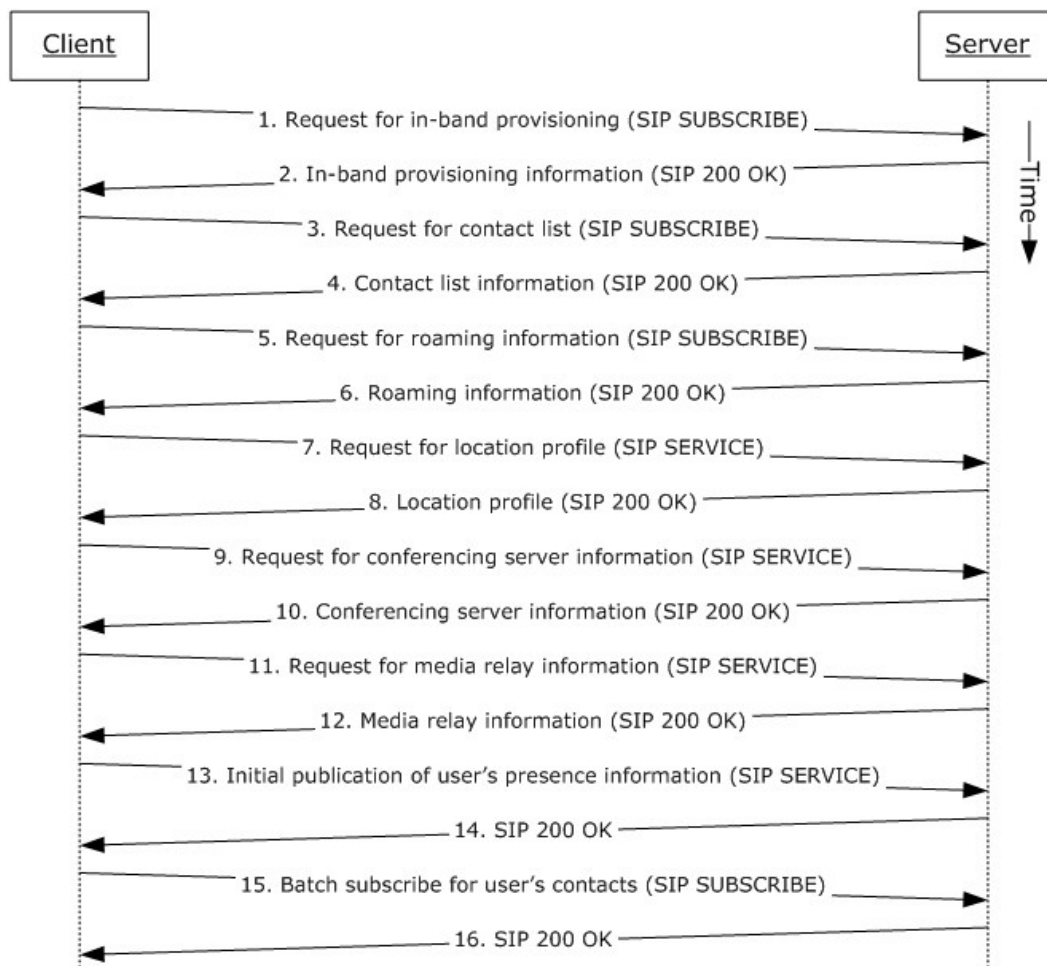 Client
Server
1. Request for in-band provisioning (SIP SUBSCRIBE)
2. In-band provisioning information (SIP 200 OK)
Time
3. Request for contact list (SIP SUBSCRIBE)
4. Contact list information (SIP 200 OK)
5. Request for roaming information (SIP SUBSCRIBE)
6. Roaming information (SIP 200 OK)
7. Request for location profile (SIP SERVICE)
8. Location profile (SIP 200 OK)
9. Request for conferencing server information (SIP SERVICE)
10. Conferencing server information (SIP 200 OK)
11. Request for media relay information (SIP SERVICE)
12. Media relay information (SIP 200 OK)
13. Initial publication of user’s presence information (SIP SERVICE)
14. SIP 200 OK
15. Batch subscribe for user’s contacts (SIP SUBSCRIBE)
16. SIP 200 OK